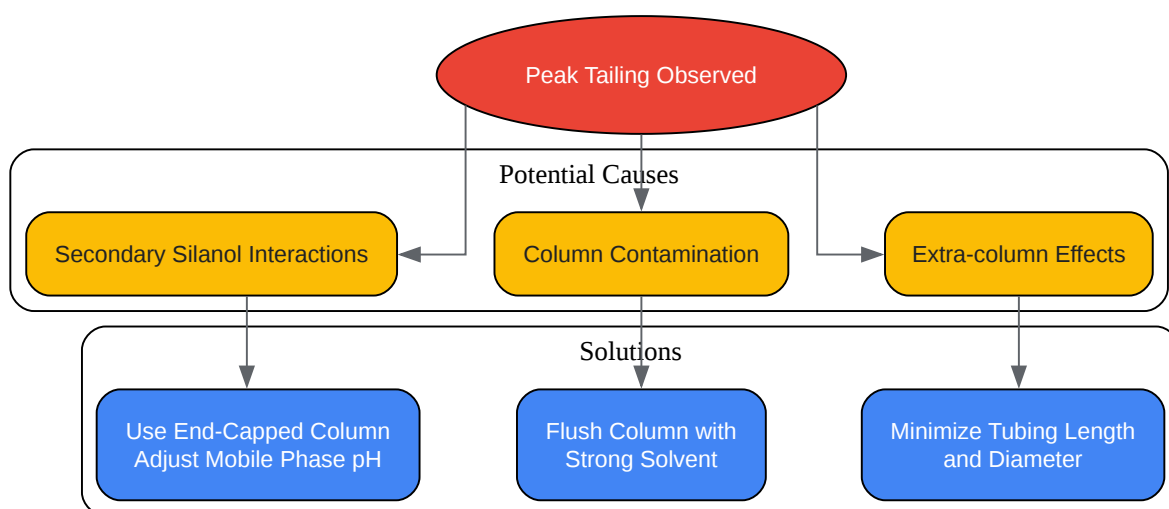 Peak Tailing Observed
Potential Causes
Secondary Silanol Interactions
Column Contamination
Extra-column Effects
Solutions
Use End-Capped Column
Adjust Mobile Phase pH
Flush Column with
Strong Solvent
Minimize Tubing Length
and Diameter